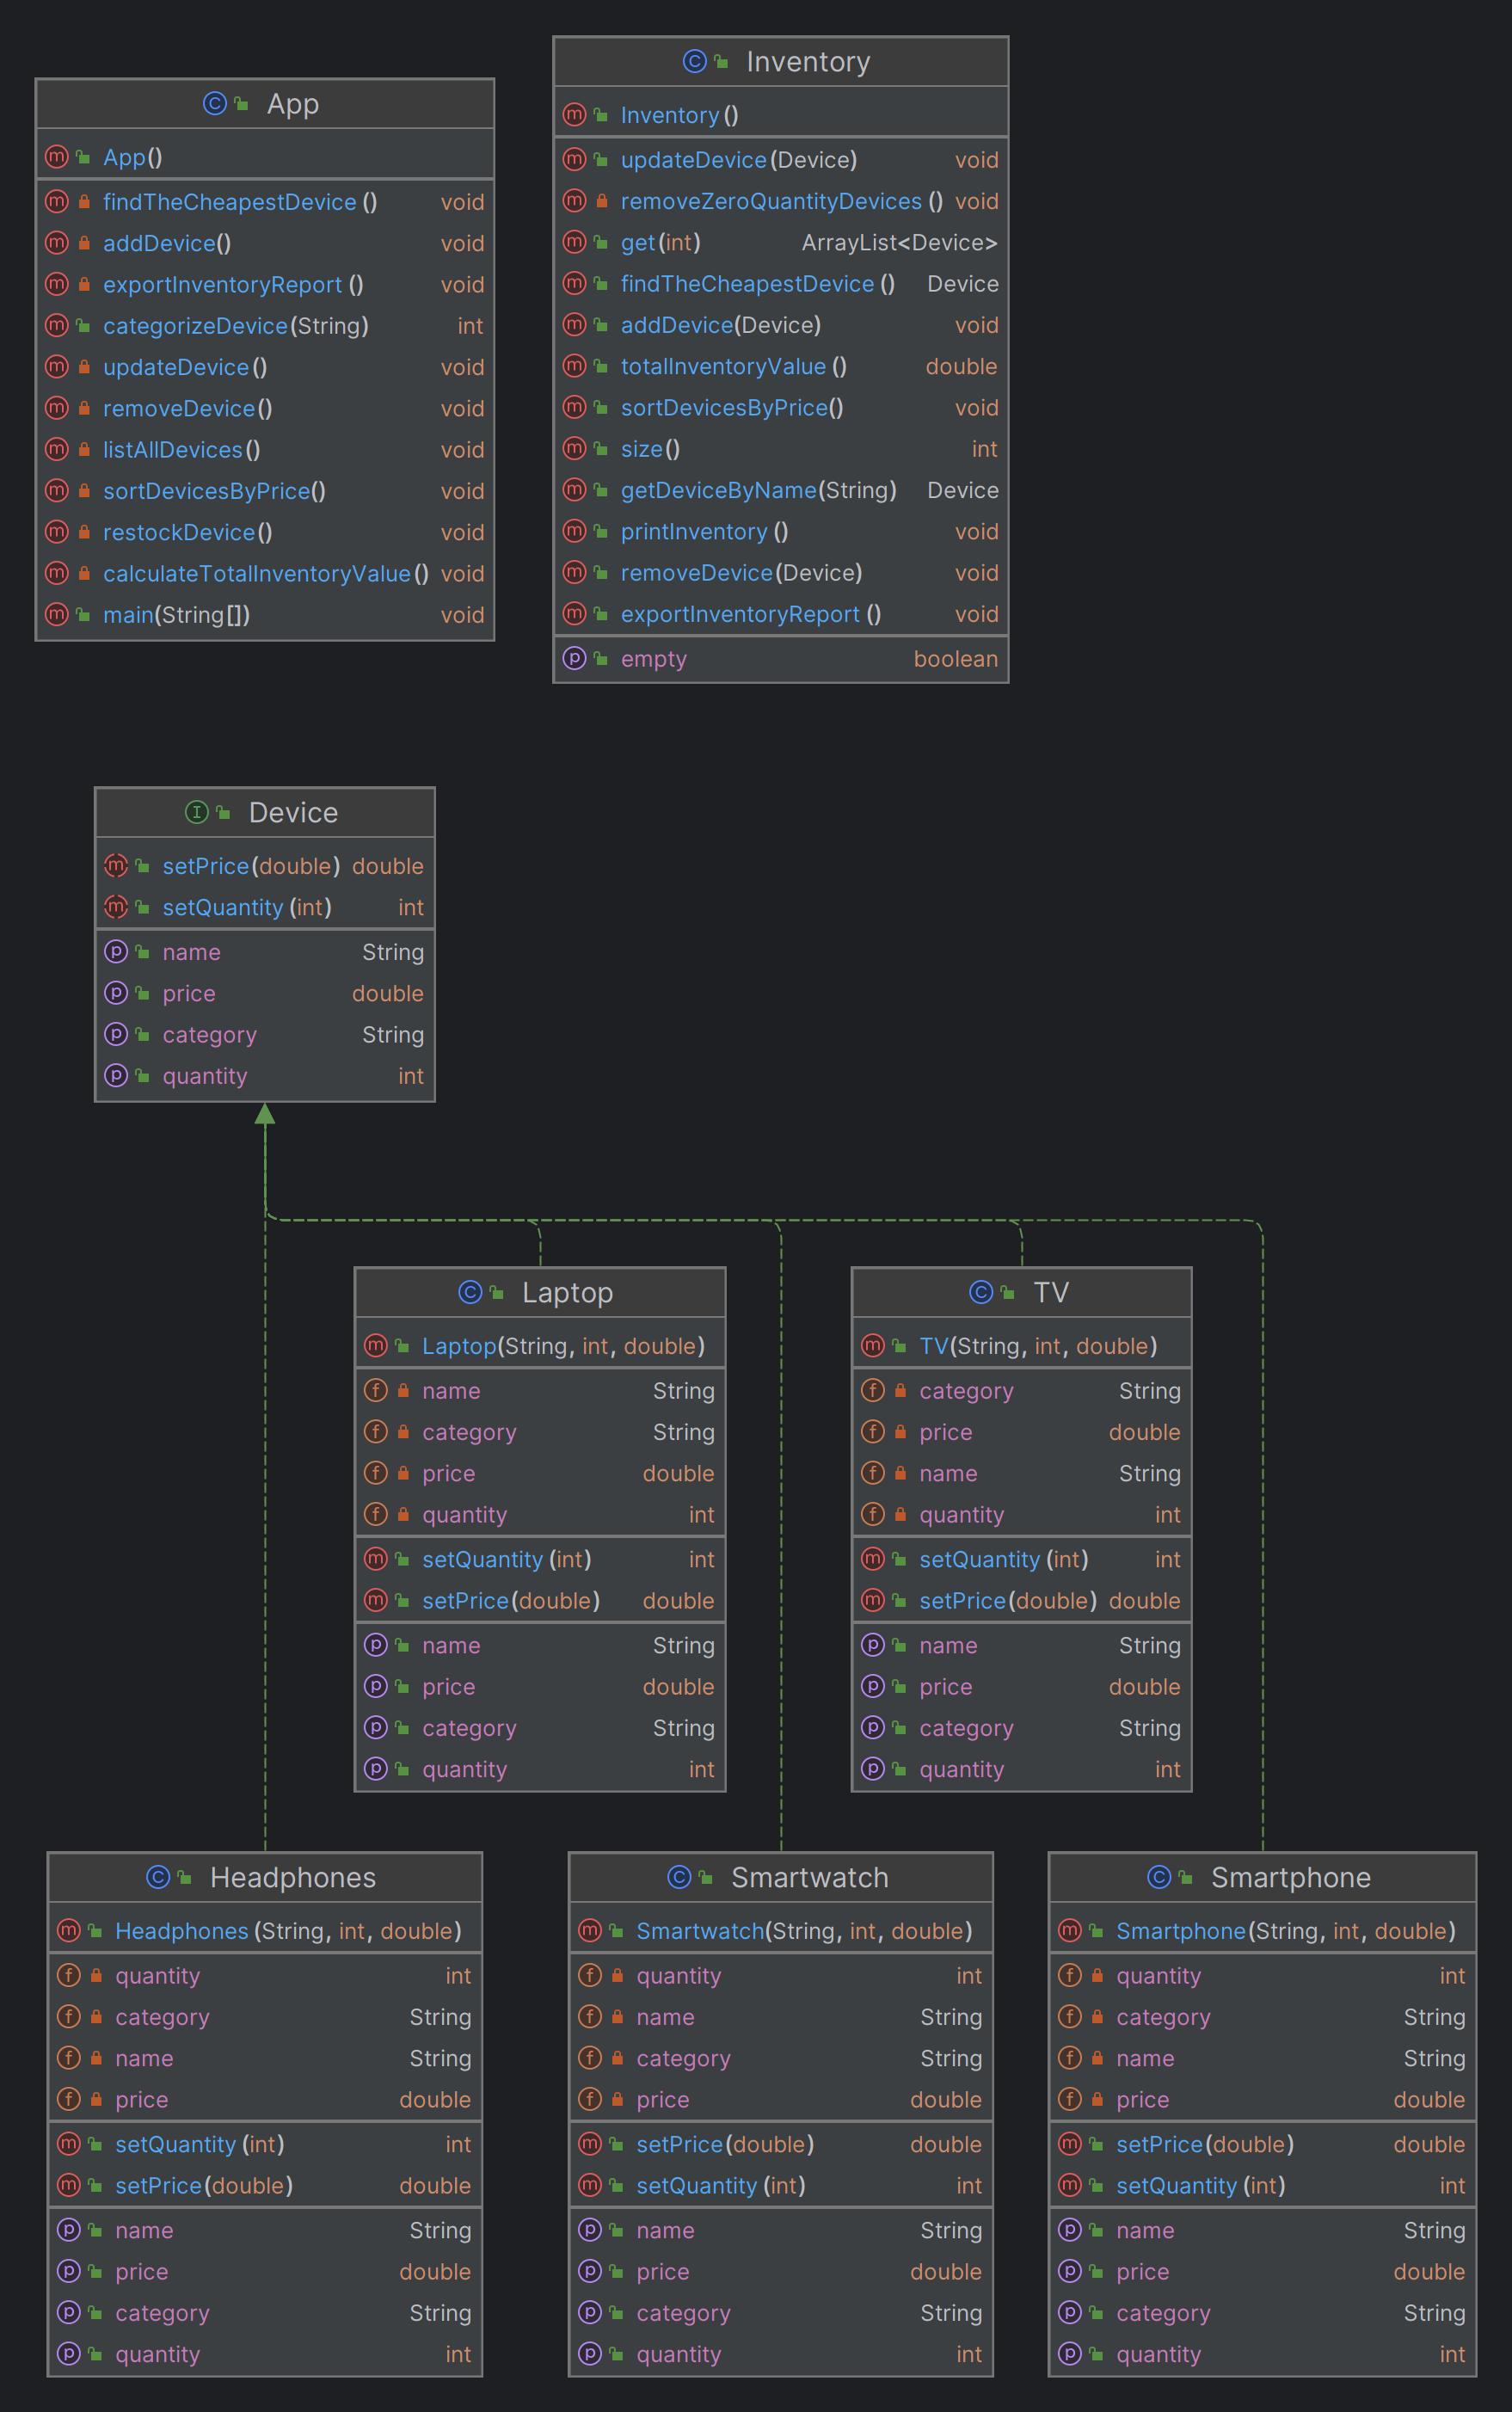 App
App()
findTheCheapestDevice() void
addDevice() void
exportInventoryReport() void
categorizeDevice(String) int
updateDevice() void
removeDevice() void
listAllDevices() void
sortDevicesByPrice() void
restockDevice() void
calculateTotalInventoryValue() void
main(String[]) void
Inventory
Inventory()
updateDevice(Device) void
removeZeroQuantityDevices() void
get(int) ArrayList<Device>
findTheCheapestDevice() Device
addDevice(Device) void
totalInventoryValue() double
sortDevicesByPrice() void
size() int
getDeviceByName(String) Device
printInventory() void
removeDevice(Device) void
exportInventoryReport() void
empty boolean
Device
setPrice(double) double
setQuantity(int) int
name String
price double
category String
quantity int
Laptop
Laptop(String, int, double)
name String
category String
price double
quantity int
setQuantity(int) int
setPrice(double) double
name String
price double
category String
quantity int
TV
TV(String, int, double)
category String
price double
name String
quantity int
setQuantity(int) int
setPrice(double) double
name String
price double
category String
quantity int
Headphones
Headphones(String, int, double)
quantity int
category String
name String
price double
setQuantity(int) int
setPrice(double) double
name String
price double
category String
quantity int
Smartwatch
Smartwatch(String, int, double)
quantity int
name String
category String
price double
setPrice(double) double
setQuantity(int) int
name String
price double
category String
quantity int
Smartphone
Smartphone(String, int, double)
quantity int
category String
name String
price double
setPrice(double) double
setQuantity(int) int
name String
price double
category String
quantity int